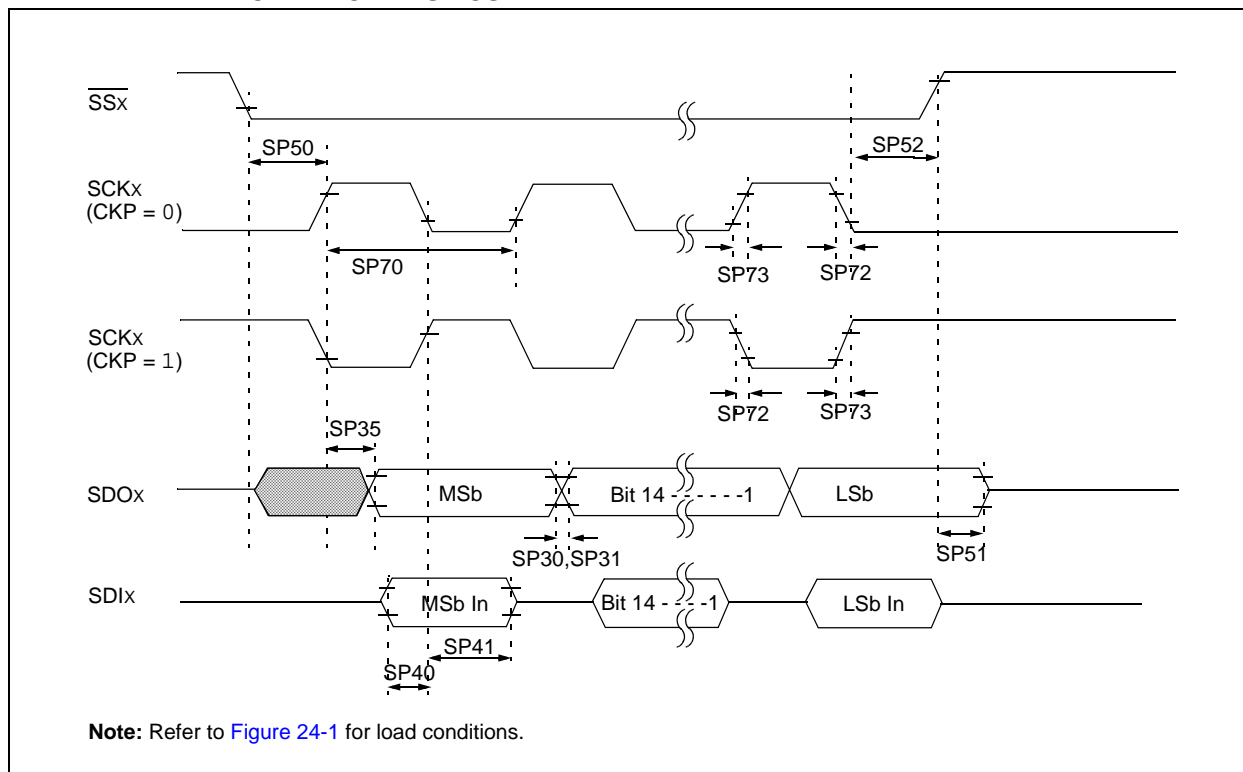 SSX
SP50
SP52
SCKX
(CKP = 0)
SP70
SP73
SP72
SCKX
(CKP = 1)
SP72
SP73
SP35
SDOX
MSb
Bit 14 - - - - - -1
LSb
SP30,SP31
SP51
SDIX
MSb In
Bit 14 - - - -1
LSb In
SP41
SP40
Note: Refer to Figure 24-1 for load conditions.